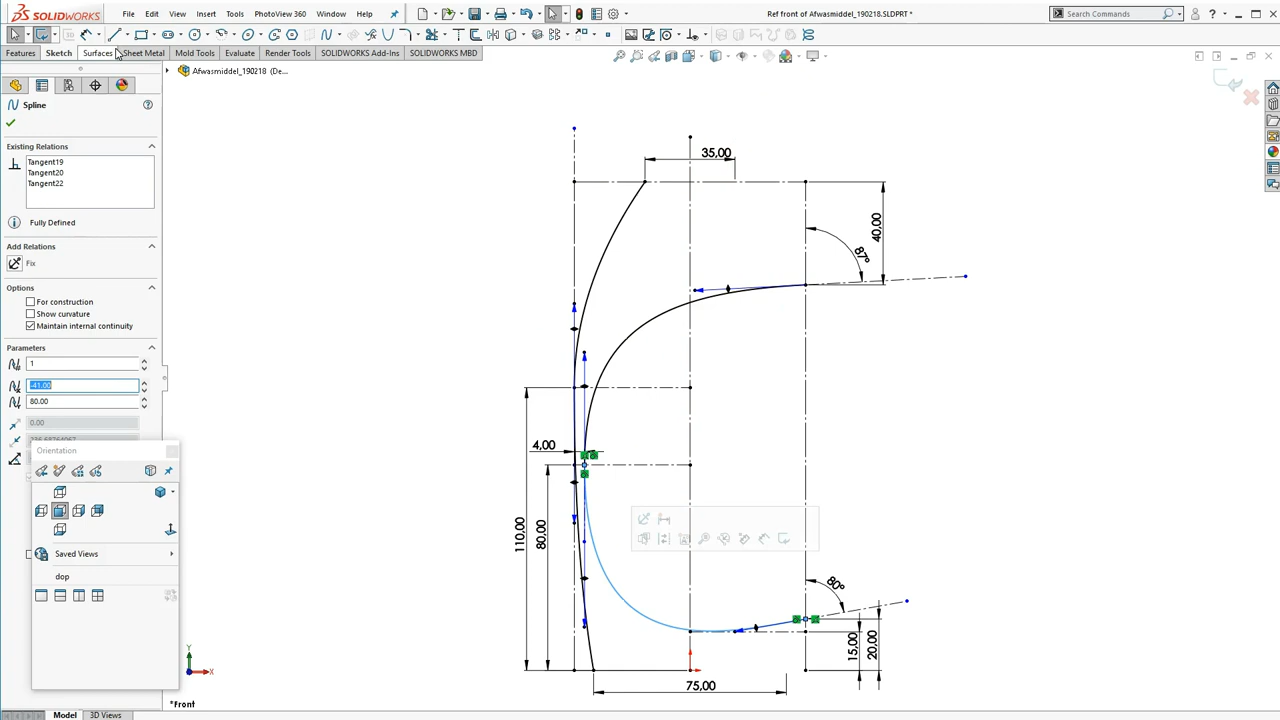 SOLIDWORKS File Edit View Insert Tools PhotoView 360 Window Help Ref front of Afwasmiddel_190218.SLDPRT * Search Commands
Features Sketch Surfaces Sheet Metal Mold Tools Evaluate Render Tools SOLIDWORKS Add-Ins SOLIDWORKS MBD
Afwasmiddel_190218 (De...
Spline
Existing Relations
Tangent19
Tangent20
Tangent22
Fully Defined
Add Relations
Fix
Options
For construction
Show curvature
Maintain internal continuity
Parameters
1
-41.00
80.00
0.00
Orientation
Saved Views
dop
35,00
40,00
87°
4,00
110,00
80,00
80°
15,00
20,00
75,00
Y
X
*Front
Model 3D Views